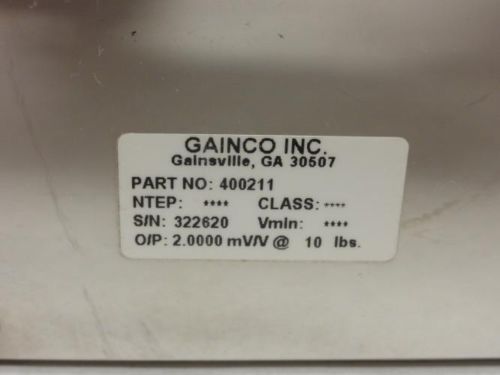 GAINCO INC.
Gainsville, GA 30507
PART NO: 400211
NTEP: **** CLASS: ****
S/N: 322620 Vmin: ****
O/P: 2.0000 mV/V @ 10 lbs.